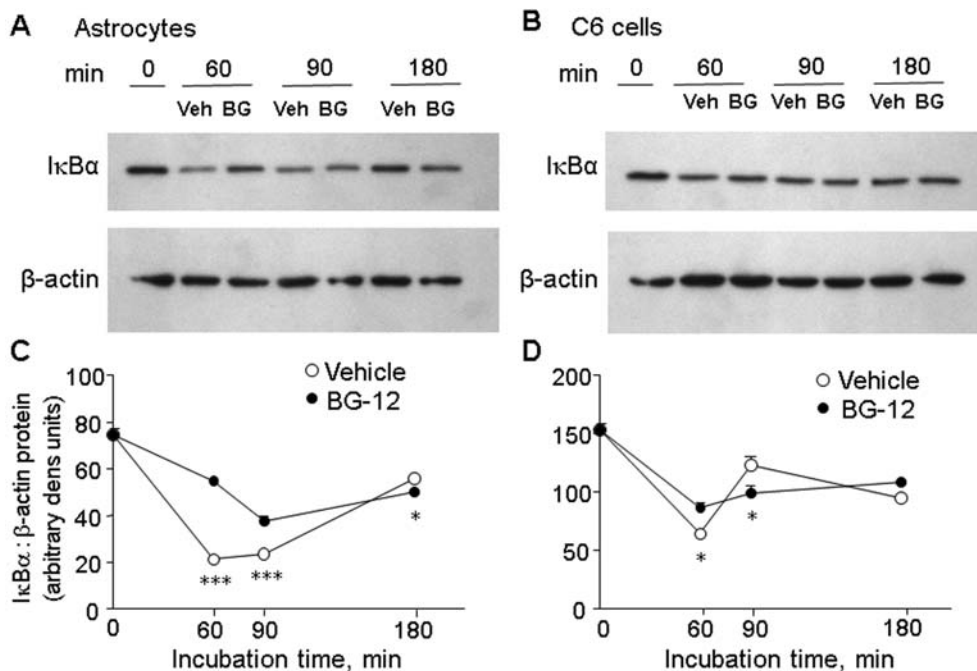 A Astrocytes
min 0 60 90 180
Veh BG Veh BG Veh BG
IκBα
β-actin
B C6 cells
min 0 60 90 180
Veh BG Veh BG Veh BG
IκBα
β-actin
C
IκBα : β-actin protein
(arbitrary dens units)
100
80
60
40
20
0
Vehicle
BG-12
*
*** ***
0 60 90 180
Incubation time, min
D
200
150
100
50
0
Vehicle
BG-12
*
*
0 60 90 180
Incubation time, min